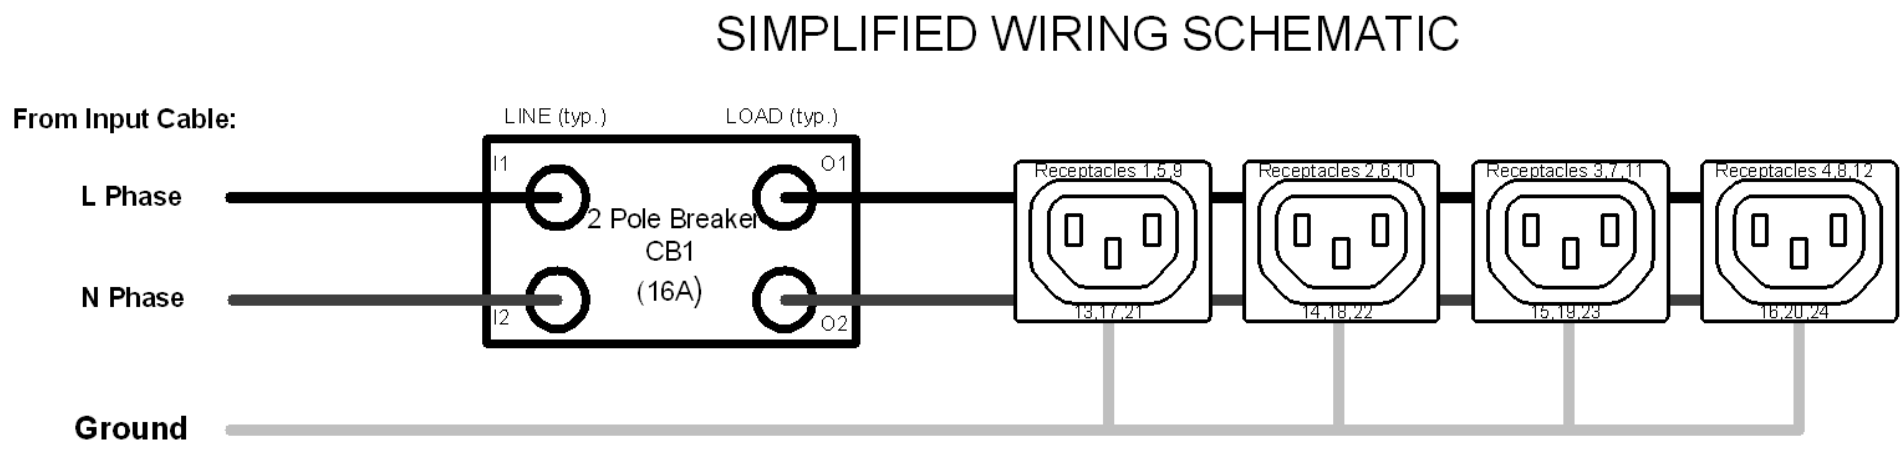 SIMPLIFIED WIRING SCHEMATIC
From Input Cable:
LINE (typ.)
LOAD (typ.)
I1
O1
L Phase
2 Pole Breaker
CB1
(16A)
N Phase
I2
O2
Receptacles 1,5,9
13,17,21
Receptacles 2,6,10
14,18,22
Receptacles 3,7,11
15,19,23
Receptacles 4,8,12
16,20,24
Ground